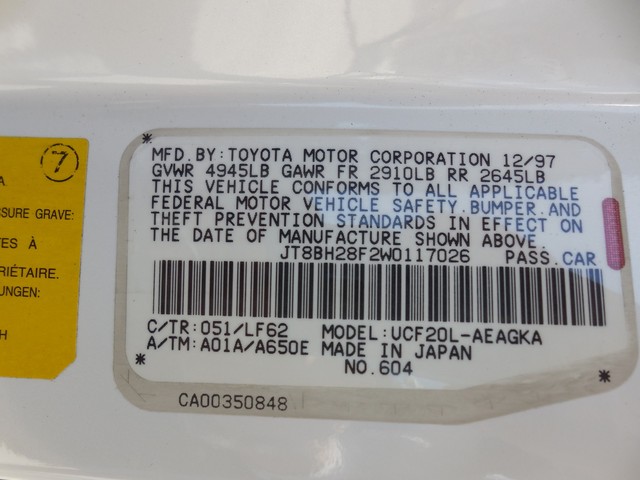 7
A
SSURE GRAVE:
TES À
RIÉTAIRE.
UNGEN:
H
* MFD.BY:TOYOTA MOTOR CORPORATION 12/97
GVWR 4945LB GAWR FR 2910LB RR 2645LB
THIS VEHICLE CONFORMS TO ALL APPLICABLE
FEDERAL MOTOR VEHICLE SAFETY.BUMPER.AND
THEFT PREVENTION STANDARDS IN EFFECT ON
THE DATE OF MANUFACTURE SHOWN ABOVE.
JT8BH28F2W0117026 PASS.CAR
C/TR:051/LF62 MODEL:UCF20L-AEAGKA
* A/TM:A01A/A650E MADE IN JAPAN
NO.604 *
CA00350848